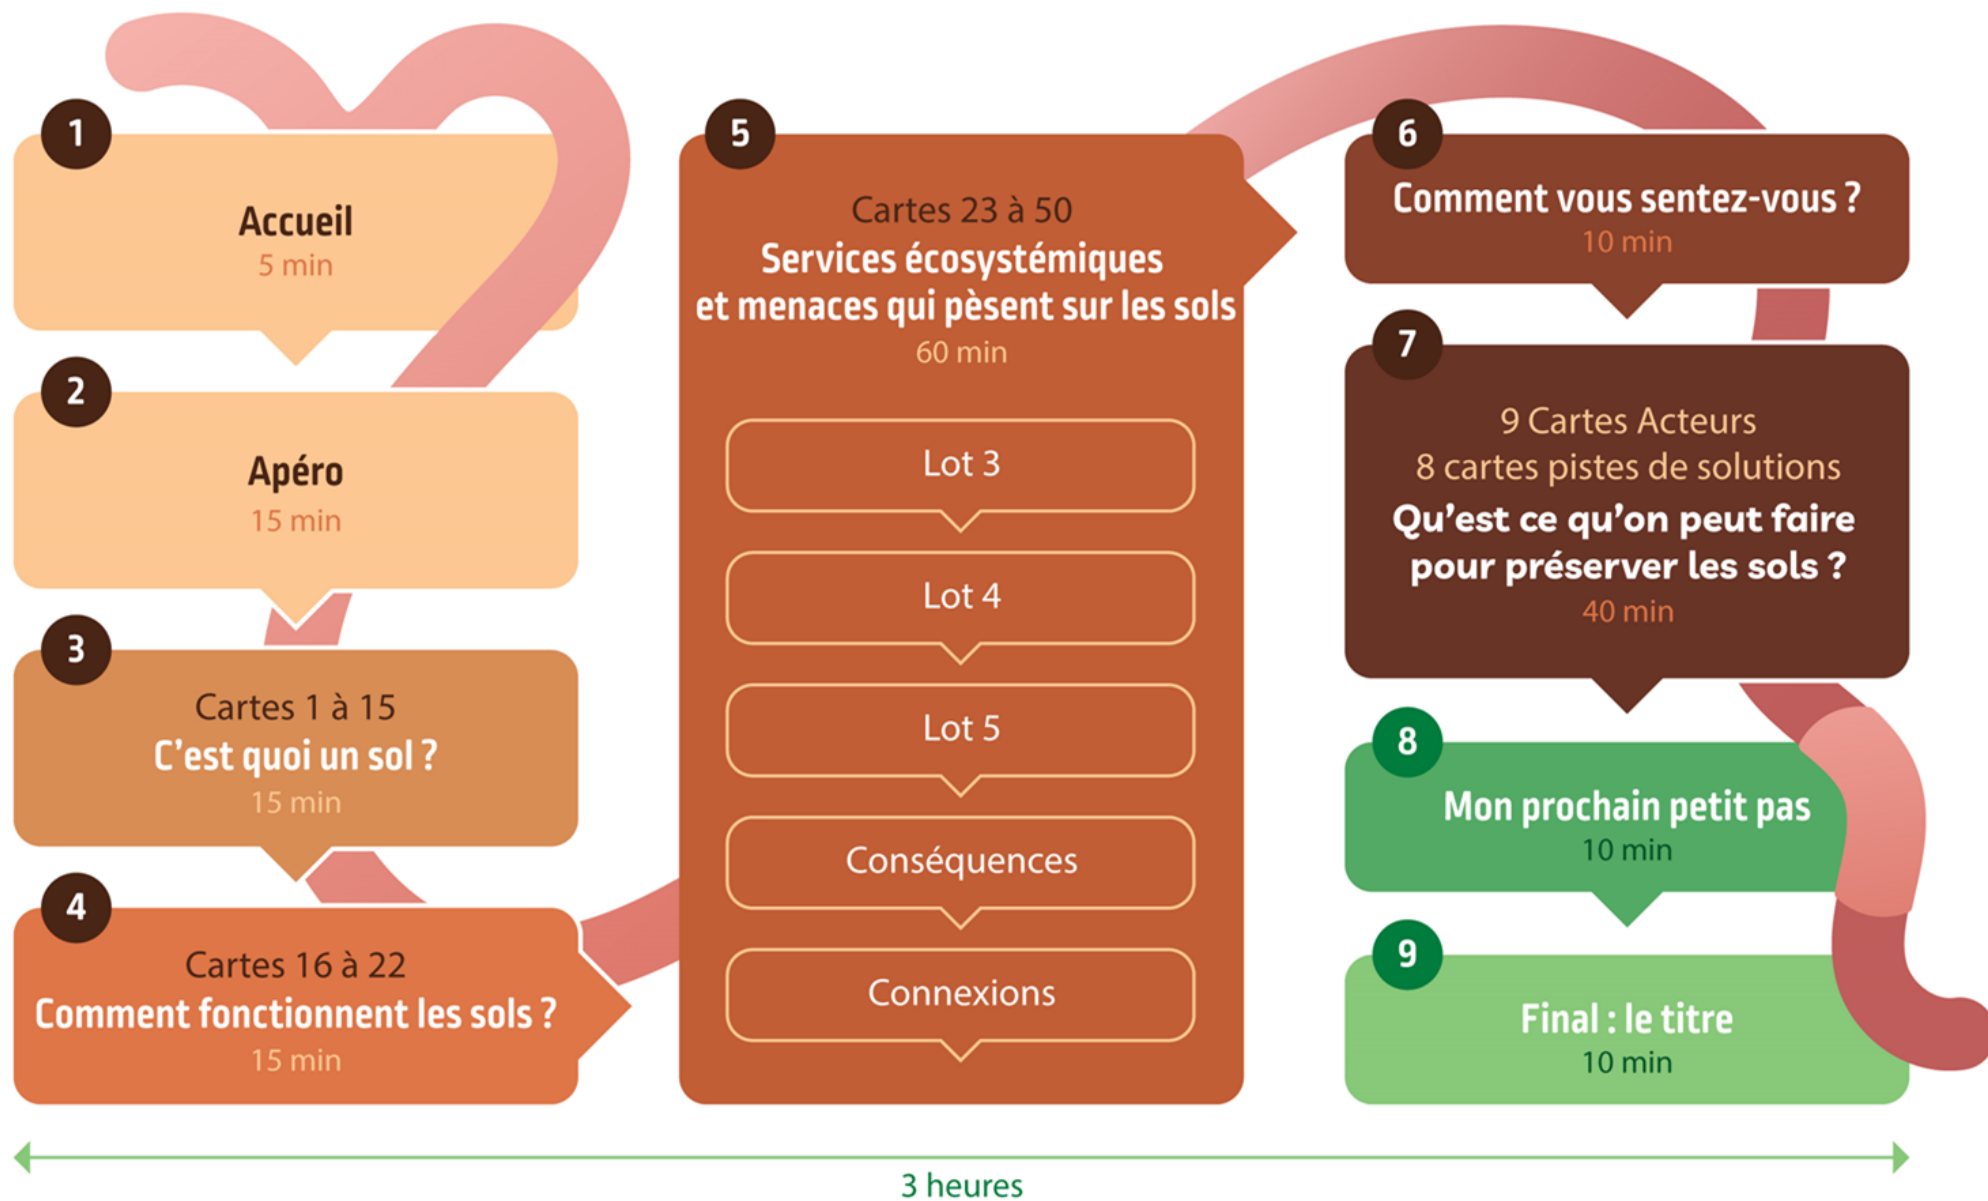 1
Accueil
5 min
2
Apéro
15 min
3
Cartes 1 à 15
C'est quoi un sol ?
15 min
4
Cartes 16 à 22
Comment fonctionnent les sols ?
15 min
5
Cartes 23 à 50
Services écosystémiques
et menaces qui pèsent sur les sols
60 min
Lot 3
Lot 4
Lot 5
Conséquences
Connexions
6
Comment vous sentez-vous ?
10 min
7
9 Cartes Acteurs
8 cartes pistes de solutions
Qu'est ce qu'on peut faire
pour préserver les sols ?
40 min
8
Mon prochain petit pas
10 min
9
Final : le titre
10 min
3 heures